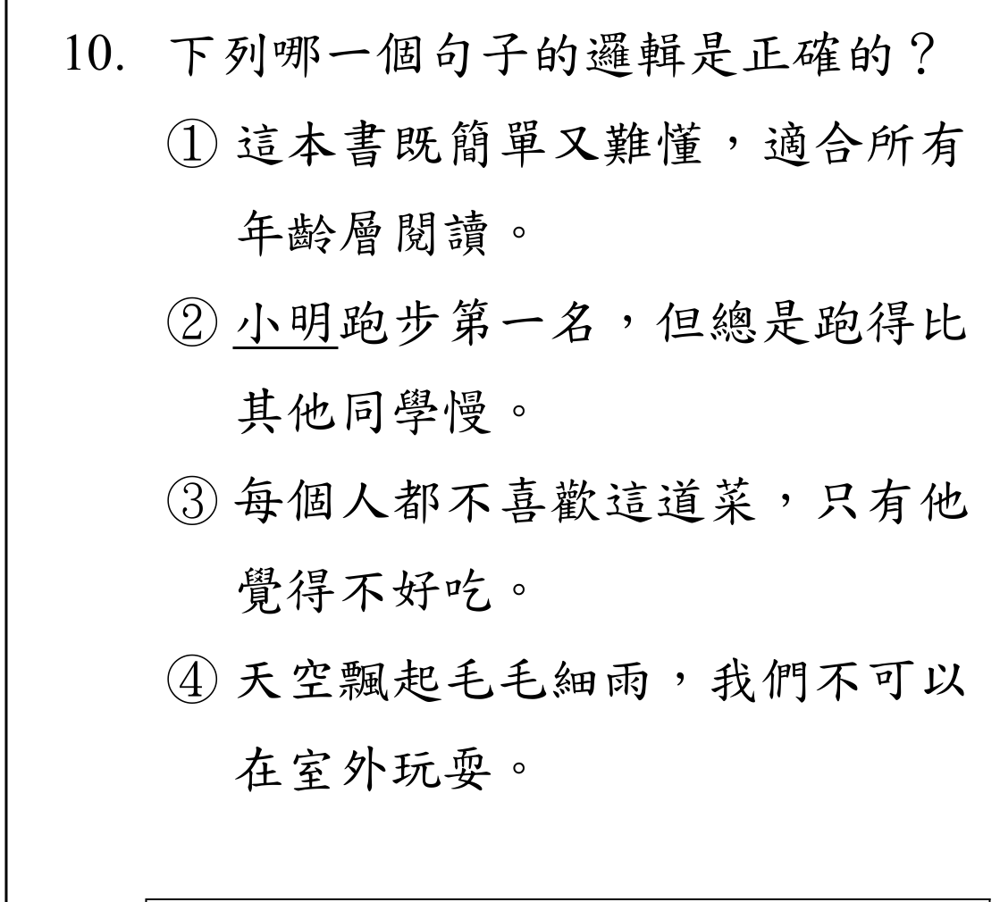 10. 下列哪一個句子的邏輯是正確的？
① 這本書既簡單又難懂，適合所有
年齡層閱讀。
② 小明跑步第一名，但總是跑得比
其他同學慢。
③ 每個人都不喜歡這道菜，只有他
覺得不好吃。
④ 天空飄起毛毛細雨，我們不可以
在室外玩耍。